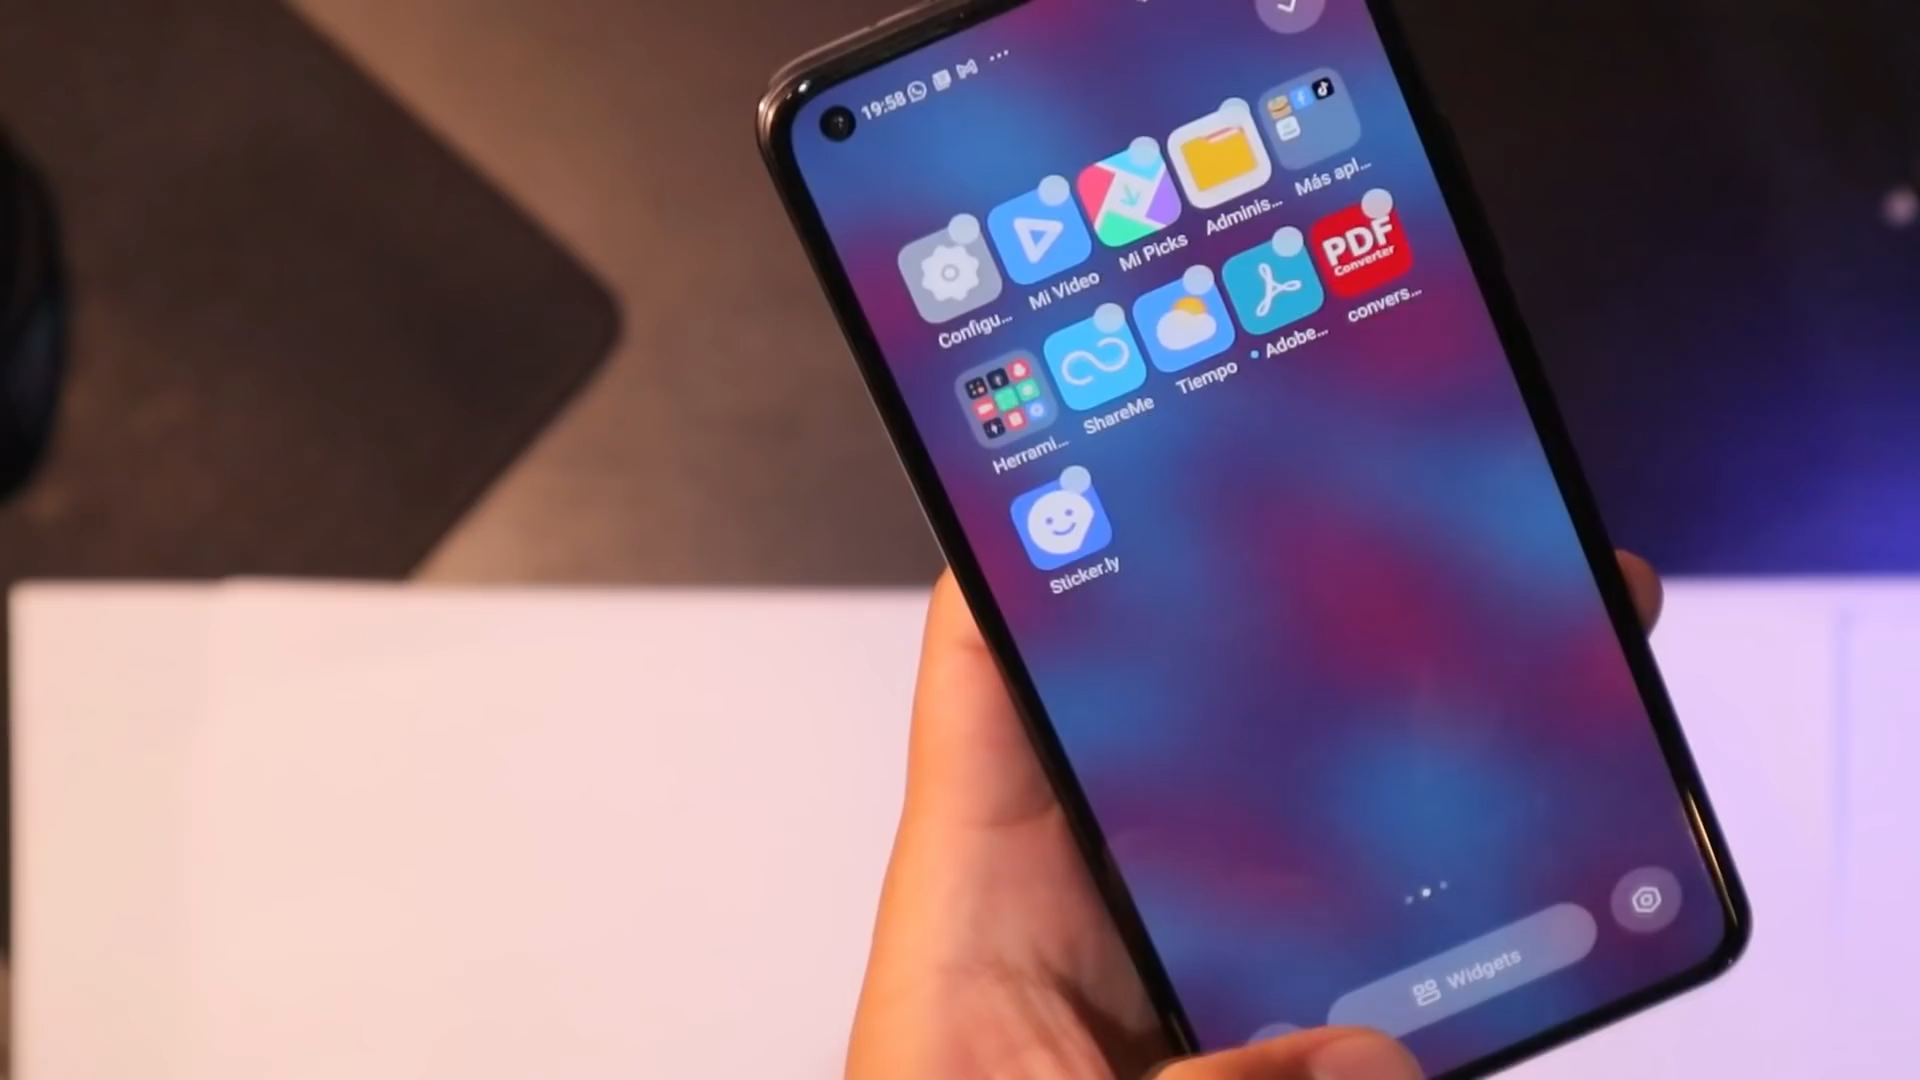 19:58
Configu...
Mi Video
Mi Picks
Adminis...
Más apl...
Herrami...
ShareMe
Tiempo
Adobe...
PDF
Converter
convers...
Sticker.ly
Widgets